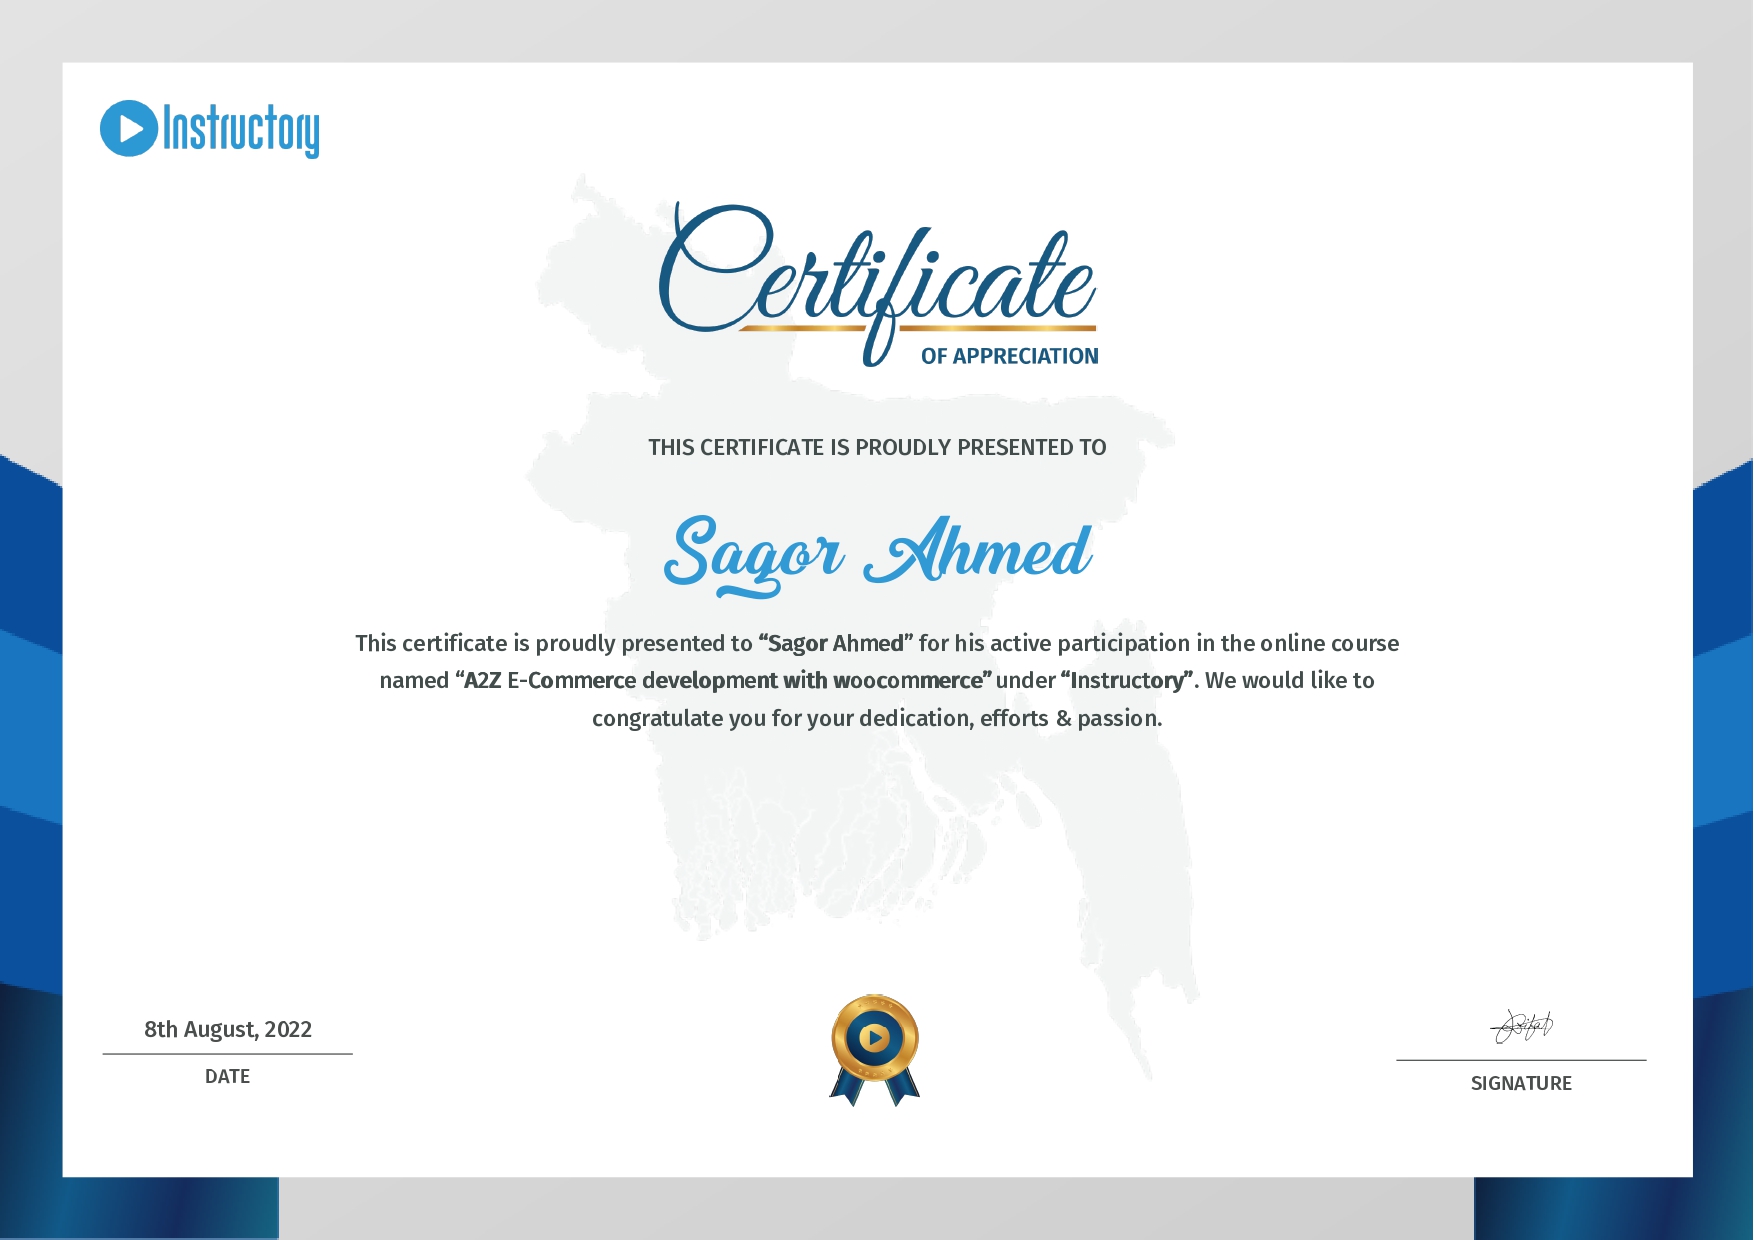 Instructory
Certificate
OF APPRECIATION
THIS CERTIFICATE IS PROUDLY PRESENTED TO
Sagor Ahmed
This certificate is proudly presented to “Sagor Ahmed” for his active participation in the online course
named “A2Z E-Commerce development with woocommerce” under “Instructory”. We would like to
congratulate you for your dedication, efforts & passion.
8th August, 2022
DATE
SIGNATURE